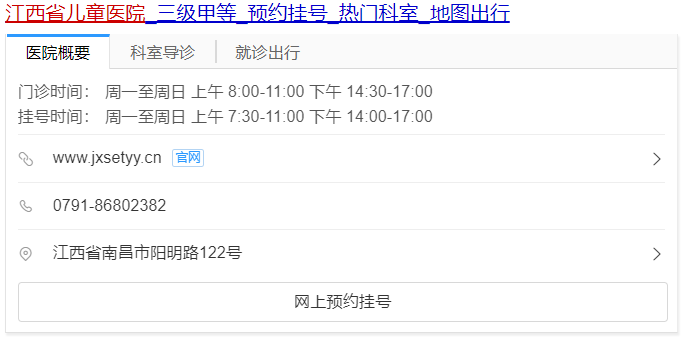 江西省儿童医院_三级甲等_预约挂号_热门科室_地图出行
医院概要 科室导诊 就诊出行
门诊时间： 周一至周日 上午 8:00-11:00 下午 14:30-17:00
挂号时间： 周一至周日 上午 7:30-11:00 下午 14:00-17:00
www.jxsetyy.cn 官网
0791-86802382
江西省南昌市阳明路122号
网上预约挂号